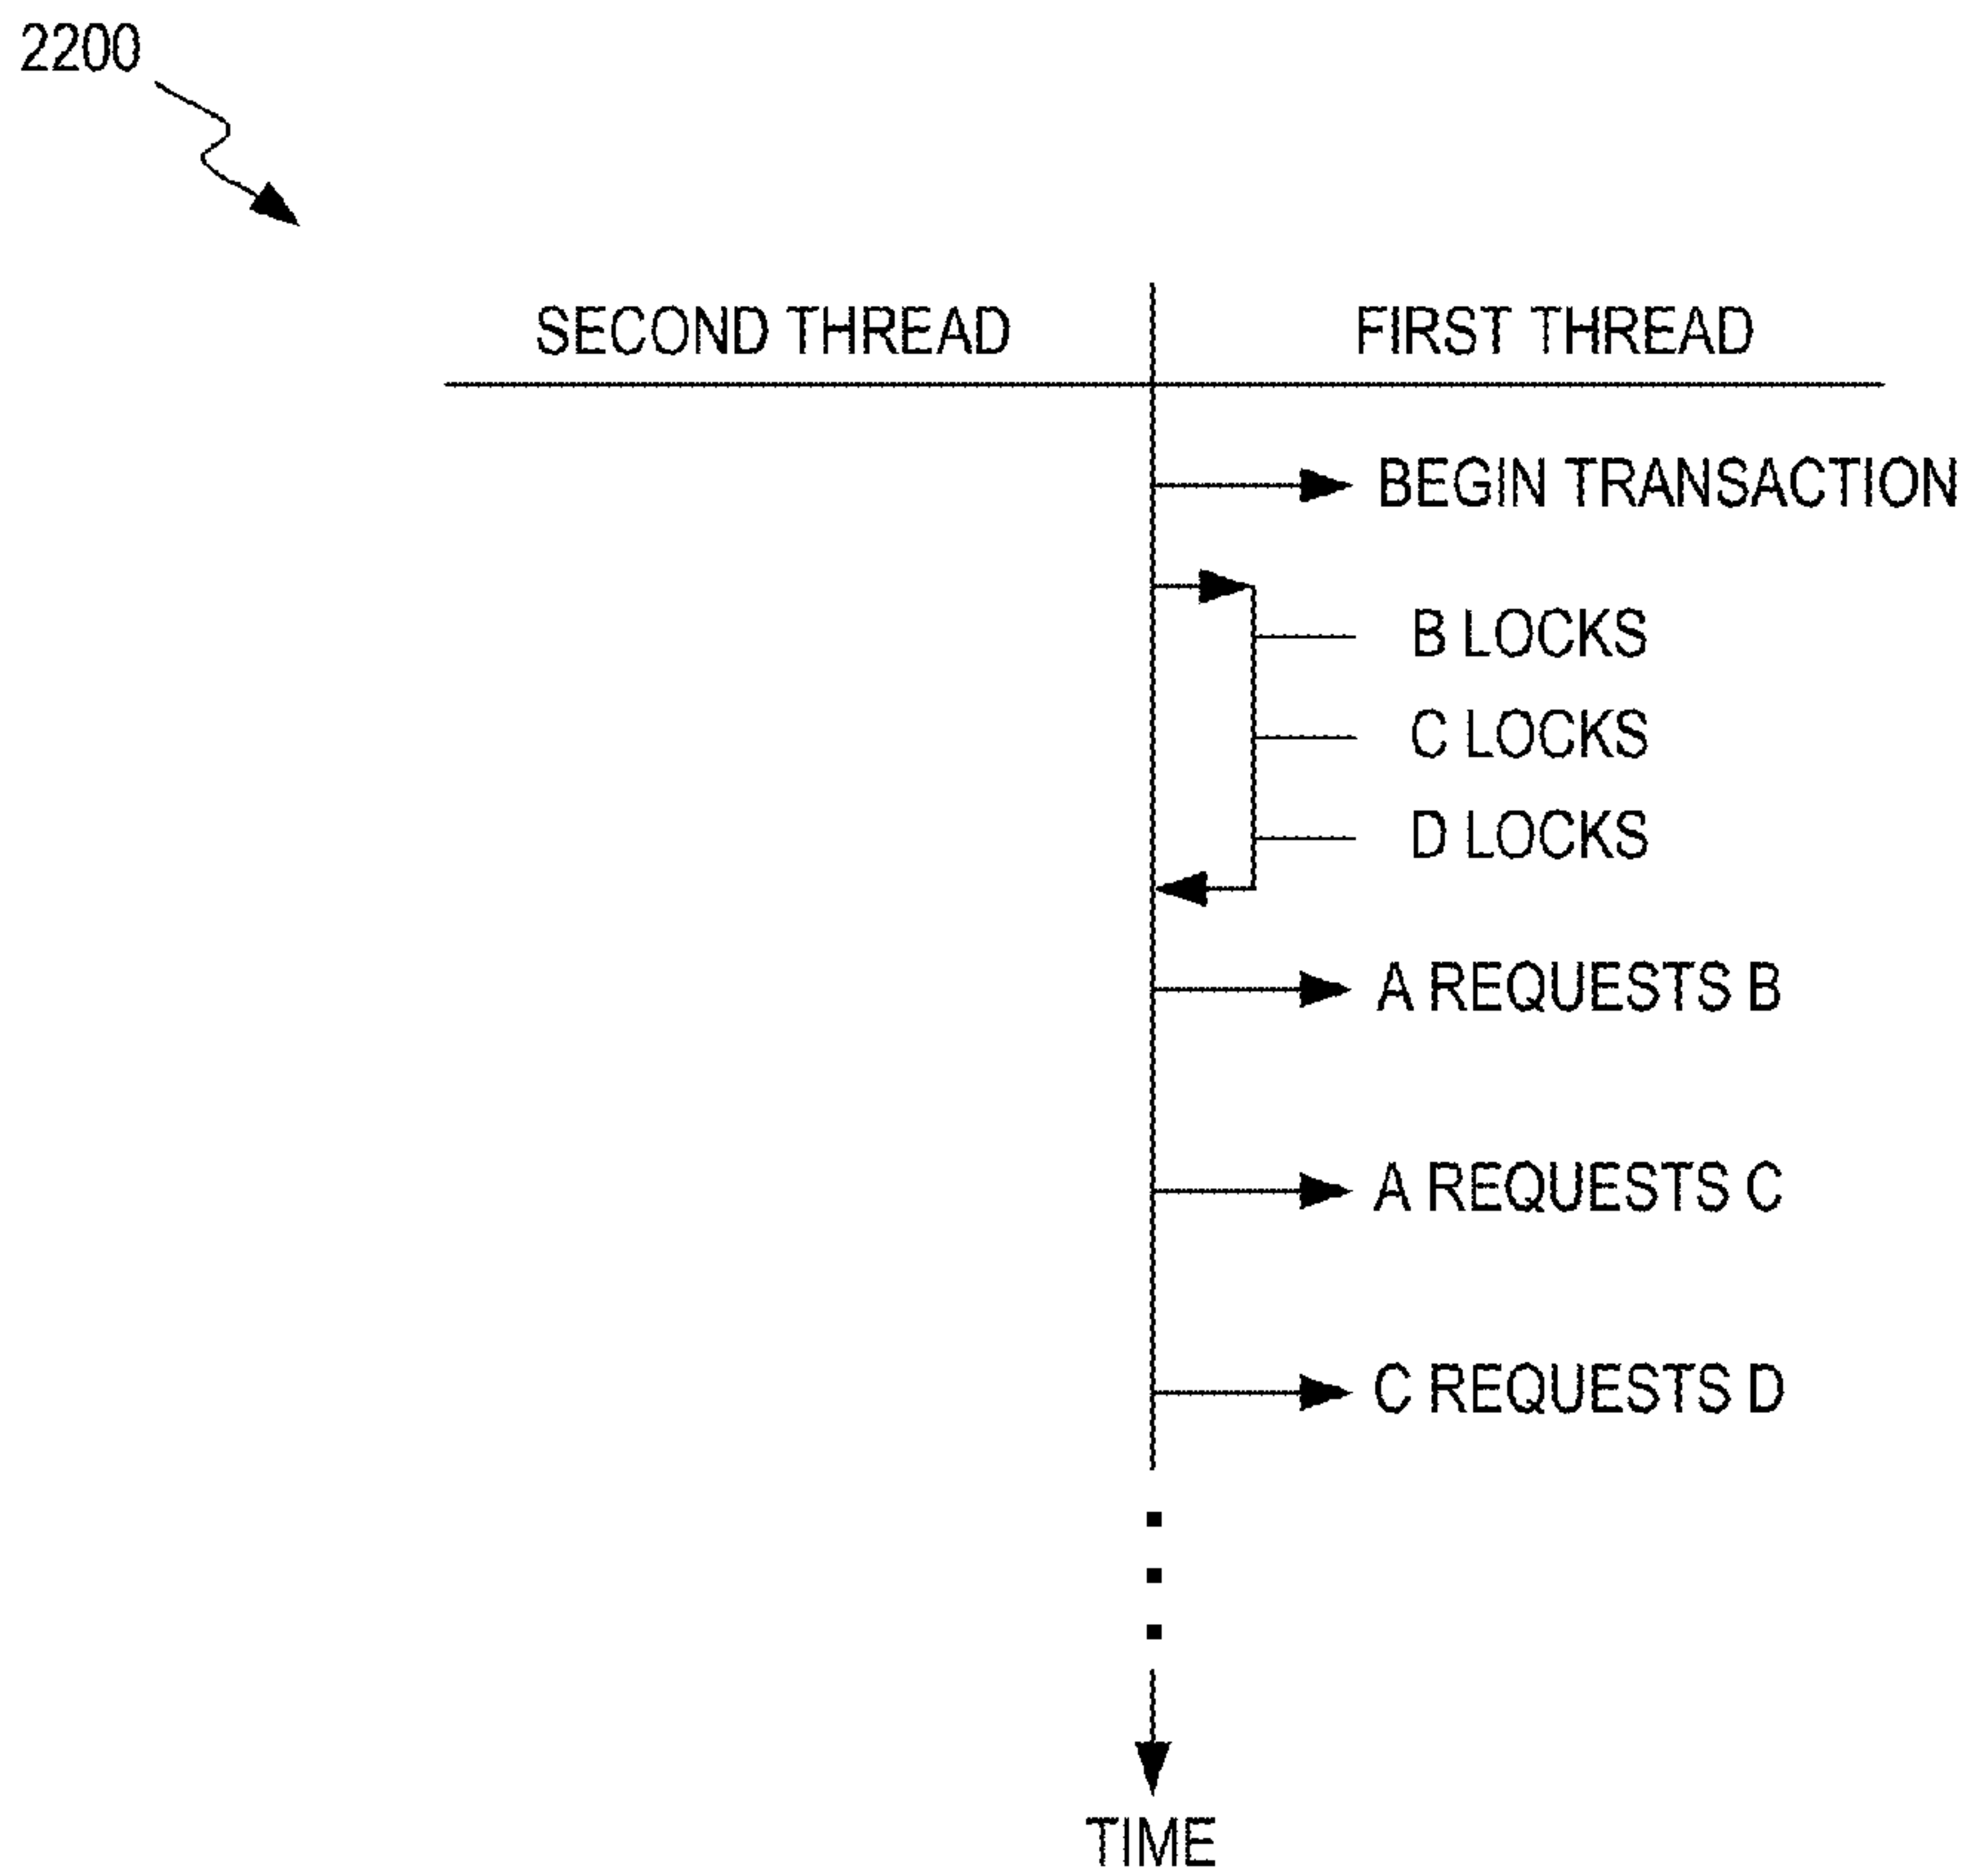 2200
SECOND THREAD FIRST THREAD
BEGIN TRANSACTION
B LOCKS
C LOCKS
D LOCKS
A REQUESTS B
A REQUESTS C
C REQUESTS D
TIME